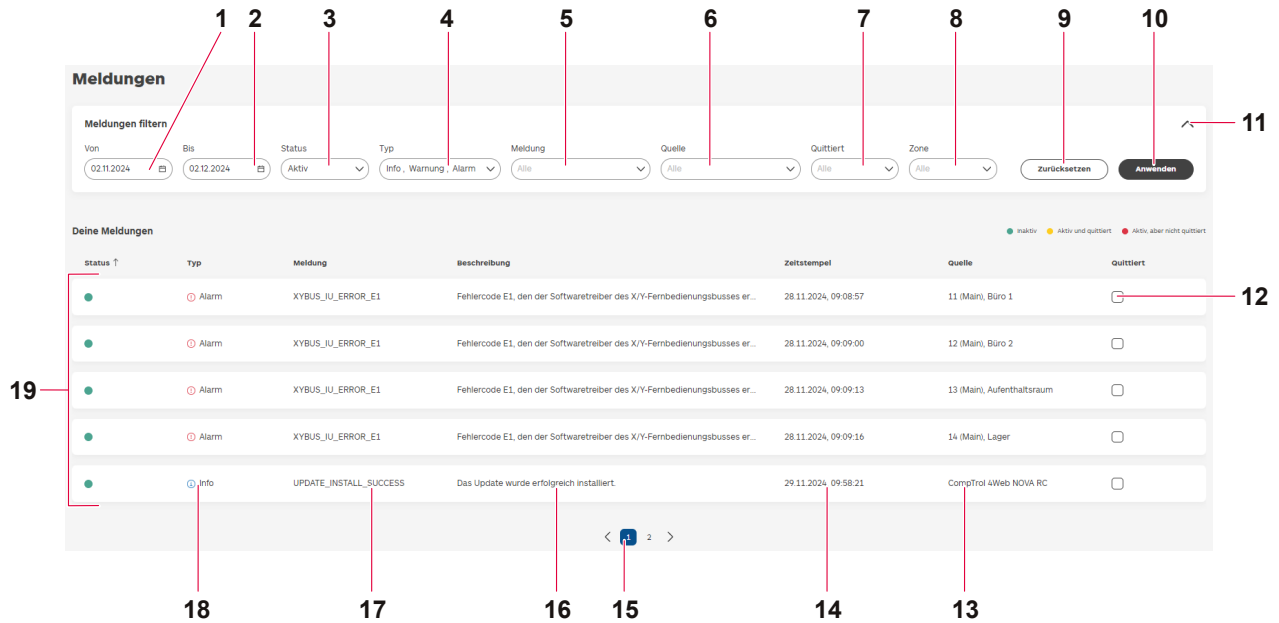 1 2 3 4 5 6 7 8 9 10
Meldungen
Meldungen filtern
11
Von Bis Status Typ Meldung Quelle Quittiert Zone
02.11.2024 02.12.2024 Aktiv Info , Warnung , Alarm Alle Alle Alle Alle Zurücksetzen Anwenden
Deine Meldungen Inaktiv Aktiv und quittiert Aktiv, aber nicht quittiert
Status ↑ Typ Meldung Beschreibung Zeitstempel Quelle Quittiert
Alarm XYBUS_IU_ERROR_E1 Fehlercode E1, den der Softwaretreiber des X/Y-Fernbedienungsbusses er... 28.11.2024, 09:08:57 11 (Main), Büro 1 12
Alarm XYBUS_IU_ERROR_E1 Fehlercode E1, den der Softwaretreiber des X/Y-Fernbedienungsbusses er... 28.11.2024, 09:09:00 12 (Main), Büro 2
19 Alarm XYBUS_IU_ERROR_E1 Fehlercode E1, den der Softwaretreiber des X/Y-Fernbedienungsbusses er... 28.11.2024, 09:09:13 13 (Main), Aufenthaltsraum
Alarm XYBUS_IU_ERROR_E1 Fehlercode E1, den der Softwaretreiber des X/Y-Fernbedienungsbusses er... 28.11.2024, 09:09:16 14 (Main), Lager
Info UPDATE_INSTALL_SUCCESS Das Update wurde erfolgreich installiert. 29.11.2024, 09:58:21 CompTrol 4Web NOVA RC
1 2
18 17 16 15 14 13